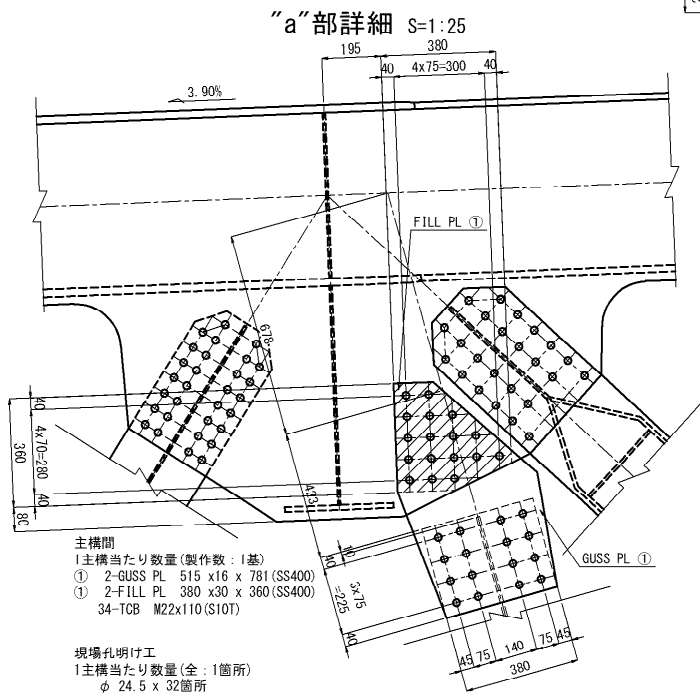 "a"部詳細 S=1:25
195
380
40
4x75=300
40
3.90%
FILL PL ①
678
433
40
4x70=280
40
360
80
10
3x75
=225
40
GUSS PL ①
45
75
140
75
45
380
主構間
1主構当たり数量(製作数:1基)
① 2-GUSS PL 515 x16 x 781(SS400)
① 2-FILL PL 380 x30 x 360(SS400)
34-TCB M22x110(S10T)
現場孔明け工
1主構当たり数量(全:1箇所)
φ 24.5 x 32箇所